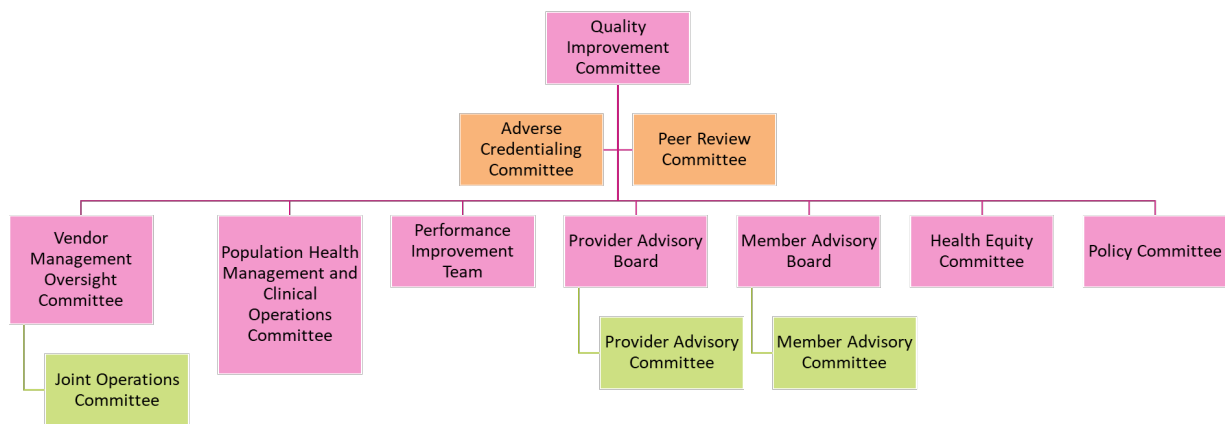 Quality
Improvement
Committee
Adverse
Credentialing
Committee
Peer Review
Committee
Vendor
Management
Oversight
Committee
Population Health
Management and
Clinical
Operations
Committee
Performance
Improvement
Team
Provider Advisory
Board
Member Advisory
Board
Health Equity
Committee
Policy Committee
Joint Operations
Committee
Provider Advisory
Committee
Member Advisory
Committee